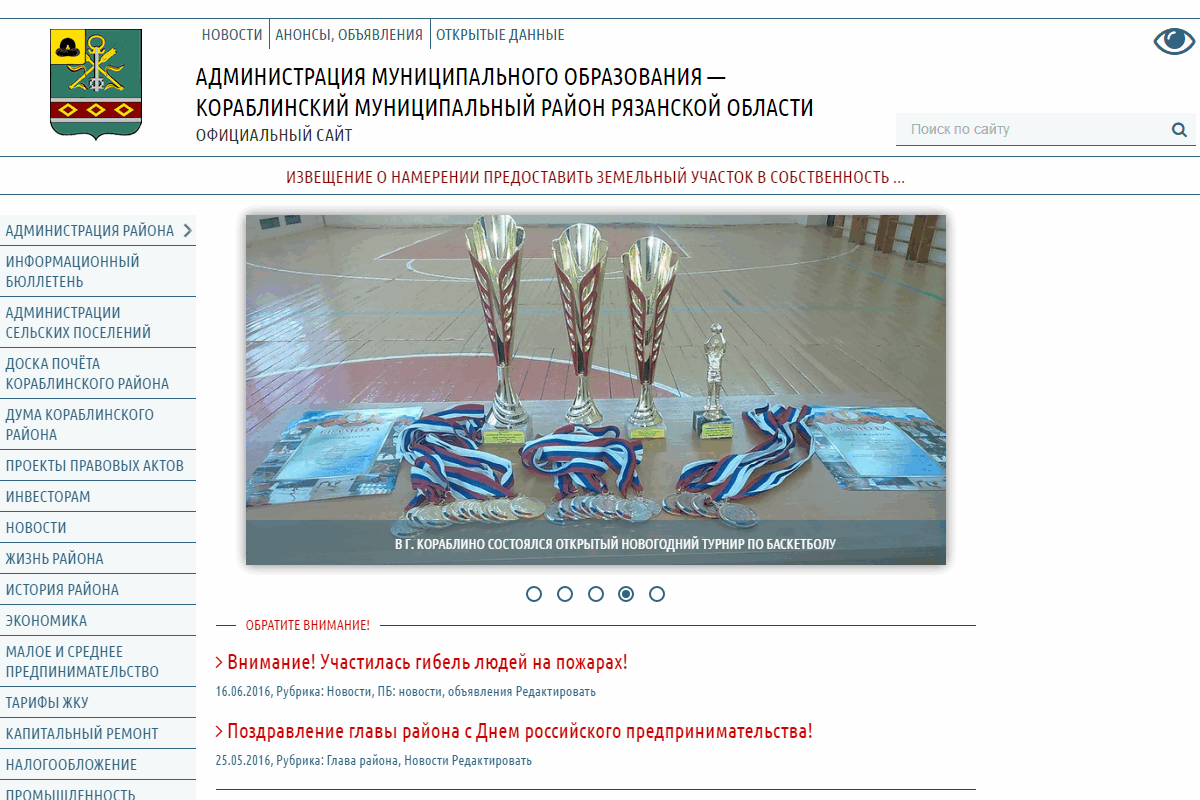 НОВОСТИ
АНОНСЫ, ОБЪЯВЛЕНИЯ
ОТКРЫТЫЕ ДАННЫЕ
АДМИНИСТРАЦИЯ МУНИЦИПАЛЬНОГО ОБРАЗОВАНИЯ —
КОРАБЛИНСКИЙ МУНИЦИПАЛЬНЫЙ РАЙОН РЯЗАНСКОЙ ОБЛАСТИ
ОФИЦИАЛЬНЫЙ САЙТ
Поиск по сайту
ИЗВЕЩЕНИЕ О НАМЕРЕНИИ ПРЕДОСТАВИТЬ ЗЕМЕЛЬНЫЙ УЧАСТОК В СОБСТВЕННОСТЬ ...
АДМИНИСТРАЦИЯ РАЙОНА
ИНФОРМАЦИОННЫЙ
БЮЛЛЕТЕНЬ
АДМИНИСТРАЦИИ
СЕЛЬСКИХ ПОСЕЛЕНИЙ
ДОСКА ПОЧЁТА
КОРАБЛИНСКОГО РАЙОНА
ДУМА КОРАБЛИНСКОГО
РАЙОНА
ПРОЕКТЫ ПРАВОВЫХ АКТОВ
ИНВЕСТОРАМ
НОВОСТИ
ЖИЗНЬ РАЙОНА
ИСТОРИЯ РАЙОНА
ЭКОНОМИКА
МАЛОЕ И СРЕДНЕЕ
ПРЕДПИНИМАТЕЛЬСТВО
ТАРИФЫ ЖКУ
КАПИТАЛЬНЫЙ РЕМОНТ
НАЛОГООБЛОЖЕНИЕ
ПРОМЫШЛЕННОСТЬ
ГРАМОТА
ГРАМОТА
В Г. КОРАБЛИНО СОСТОЯЛСЯ ОТКРЫТЫЙ НОВОГОДНИЙ ТУРНИР ПО БАСКЕТБОЛУ
ОБРАТИТЕ ВНИМАНИЕ!
Внимание! Участилась гибель людей на пожарах!
16.06.2016, Рубрика: Новости, ПБ: новости, объявления Редактировать
Поздравление главы района с Днем российского предпринимательства!
25.05.2016, Рубрика: Глава района, Новости Редактировать